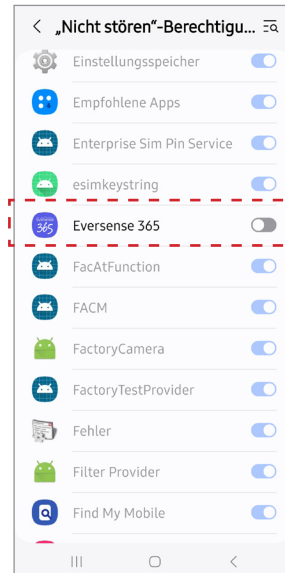 „Nicht stören“-Berechtigu...
Einstellungsspeicher
Empfohlene Apps
Enterprise Sim Pin Service
esimkeystring
365
Eversense 365
FacAtFunction
FACM
FactoryCamera
FactoryTestProvider
Fehler
Filter Provider
Find My Mobile